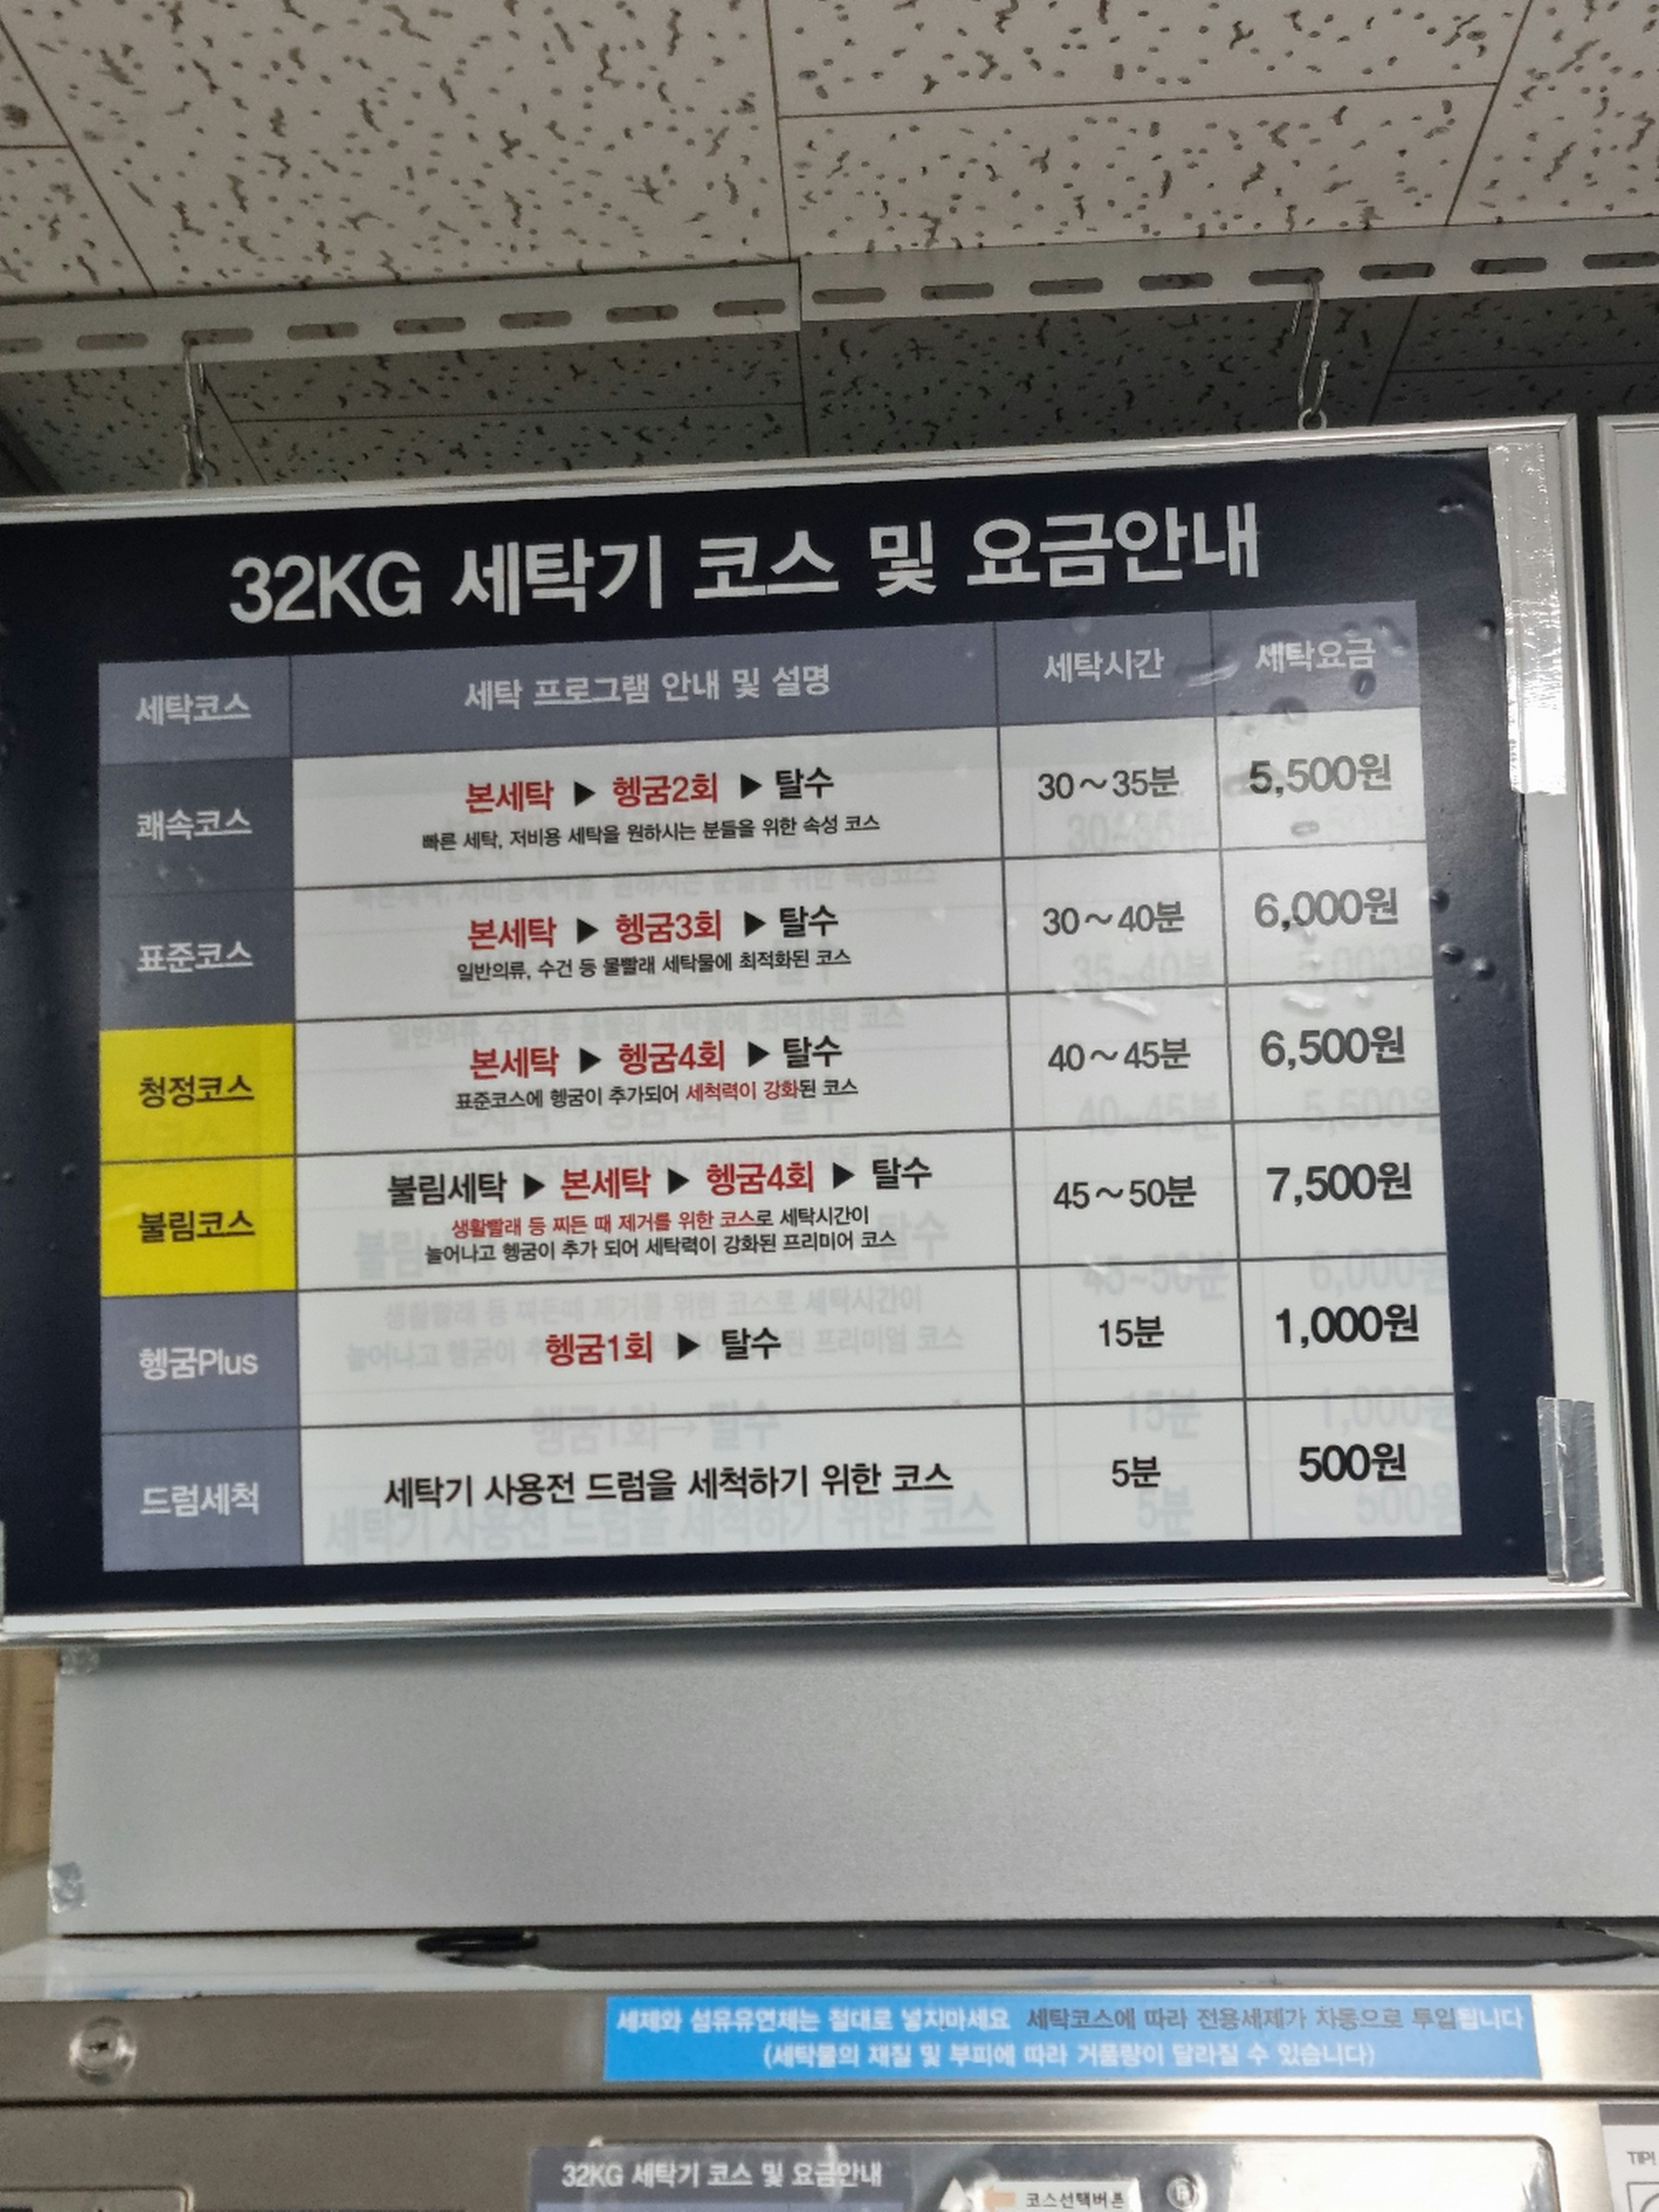 32KG 세탁기 코스 및 요금안내
세탁코스 세탁 프로그램 안내 및 설명 세탁시간 세탁요금
쾌속코스 본세탁 ▶ 헹굼2회 ▶ 탈수 30~35분 5,500원
빠른 세탁, 저비용 세탁을 원하시는 분들을 위한 속성 코스
표준코스 본세탁 ▶ 헹굼3회 ▶ 탈수 30~40분 6,000원
일반의류, 수건 등 물빨래 세탁물에 최적화된 코스
청정코스 본세탁 ▶ 헹굼4회 ▶ 탈수 40~45분 6,500원
표준코스에 헹굼이 추가되어 세척력이 강화된 코스
불림코스 불림세탁 ▶ 본세탁 ▶ 헹굼4회 ▶ 탈수 45~50분 7,500원
생활빨래 등 찌든 때 제거를 위한 코스로 세탁시간이
늘어나고 헹굼이 추가 되어 세탁력이 강화된 프리미어 코스
헹굼Plus 헹굼1회 ▶ 탈수 15분 1,000원
드럼세척 세탁기 사용전 드럼을 세척하기 위한 코스 5분 500원
세제와 섬유유연제는 절대로 넣지마세요 세탁코스에 따라 전용세제가 자동으로 투입됩니다
(세탁물의 재질 및 부피에 따라 거품량이 달라질 수 있습니다)
32KG 세탁기 코스 및 요금안내
코스선택버튼
TIP!